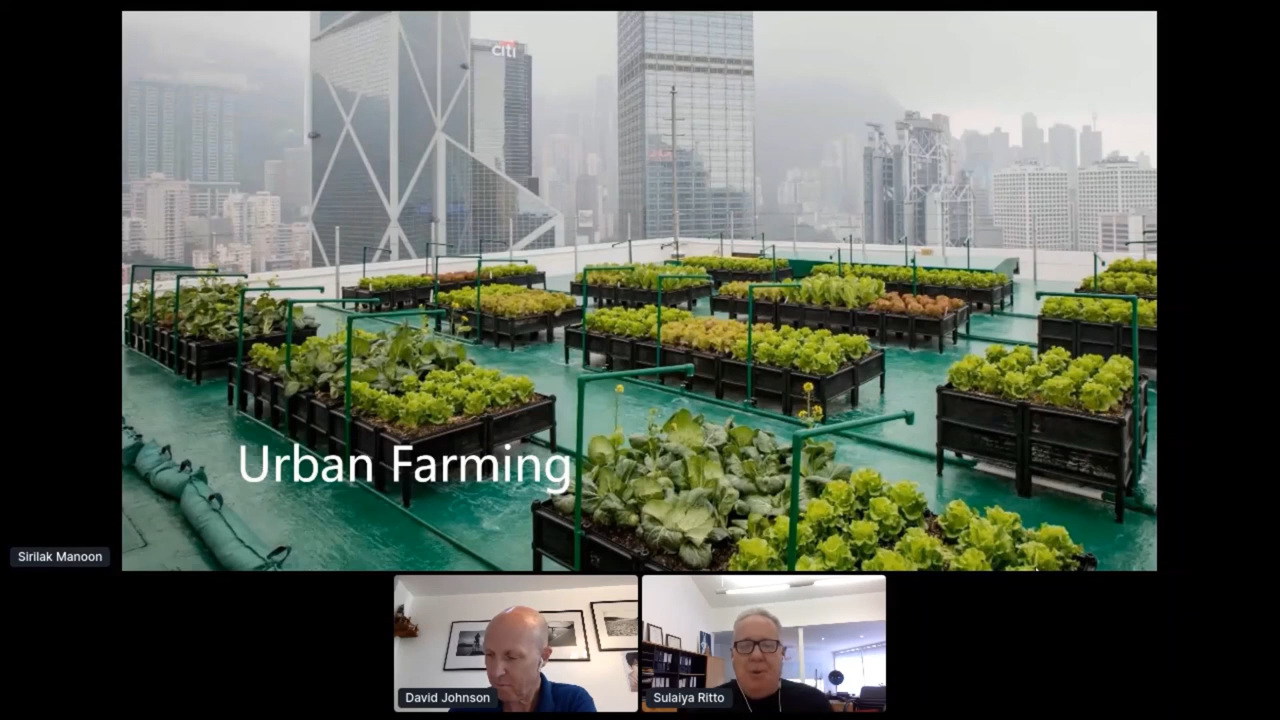 citi
Urban Farming
Sirilak Manoon
David Johnson
Sulaiya Ritto